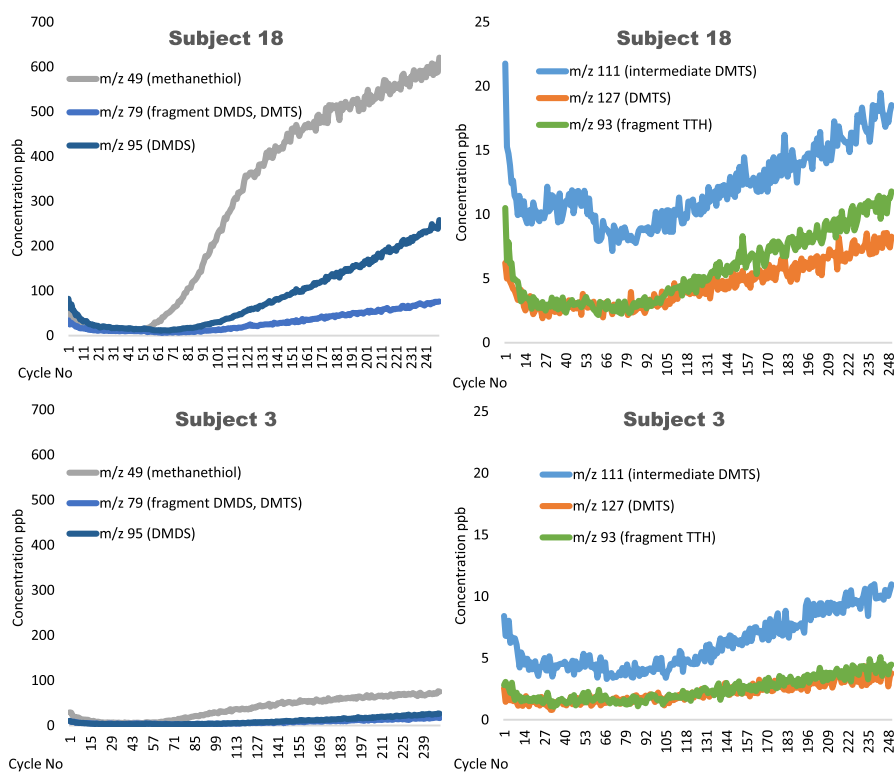 Subject 18
Concentration ppb
700
600
500
400
300
200
100
0
m/z 49 (methanethiol)
m/z 79 (fragment DMDS, DMTS)
m/z 95 (DMDS)
1 11 21 31 41 51 61 71 81 91 101 111 121 131 141 151 161 171 181 191 201 211 221 231 241
Cycle No
Subject 18
Concentration ppb
25
20
15
10
5
0
m/z 111 (intermediate DMTS)
m/z 127 (DMTS)
m/z 93 (fragment TTH)
1 14 27 40 53 66 79 92 105 118 131 144 157 170 183 196 209 222 235 248
Cycle No
Subject 3
Concentration ppb
700
600
500
400
300
200
100
0
m/z 49 (methanethiol)
m/z 79 (fragment DMDS, DMTS)
m/z 95 (DMDS)
1 15 29 43 57 71 85 99 113 127 141 155 169 183 197 211 225 239
Cycle No
Subject 3
Concentration ppb
25
20
15
10
5
0
m/z 111 (intermediate DMTS)
m/z 127 (DMTS)
m/z 93 (fragment TTH)
1 14 27 40 53 66 79 92 105 118 131 144 157 170 183 196 209 222 235 248
Cycle No